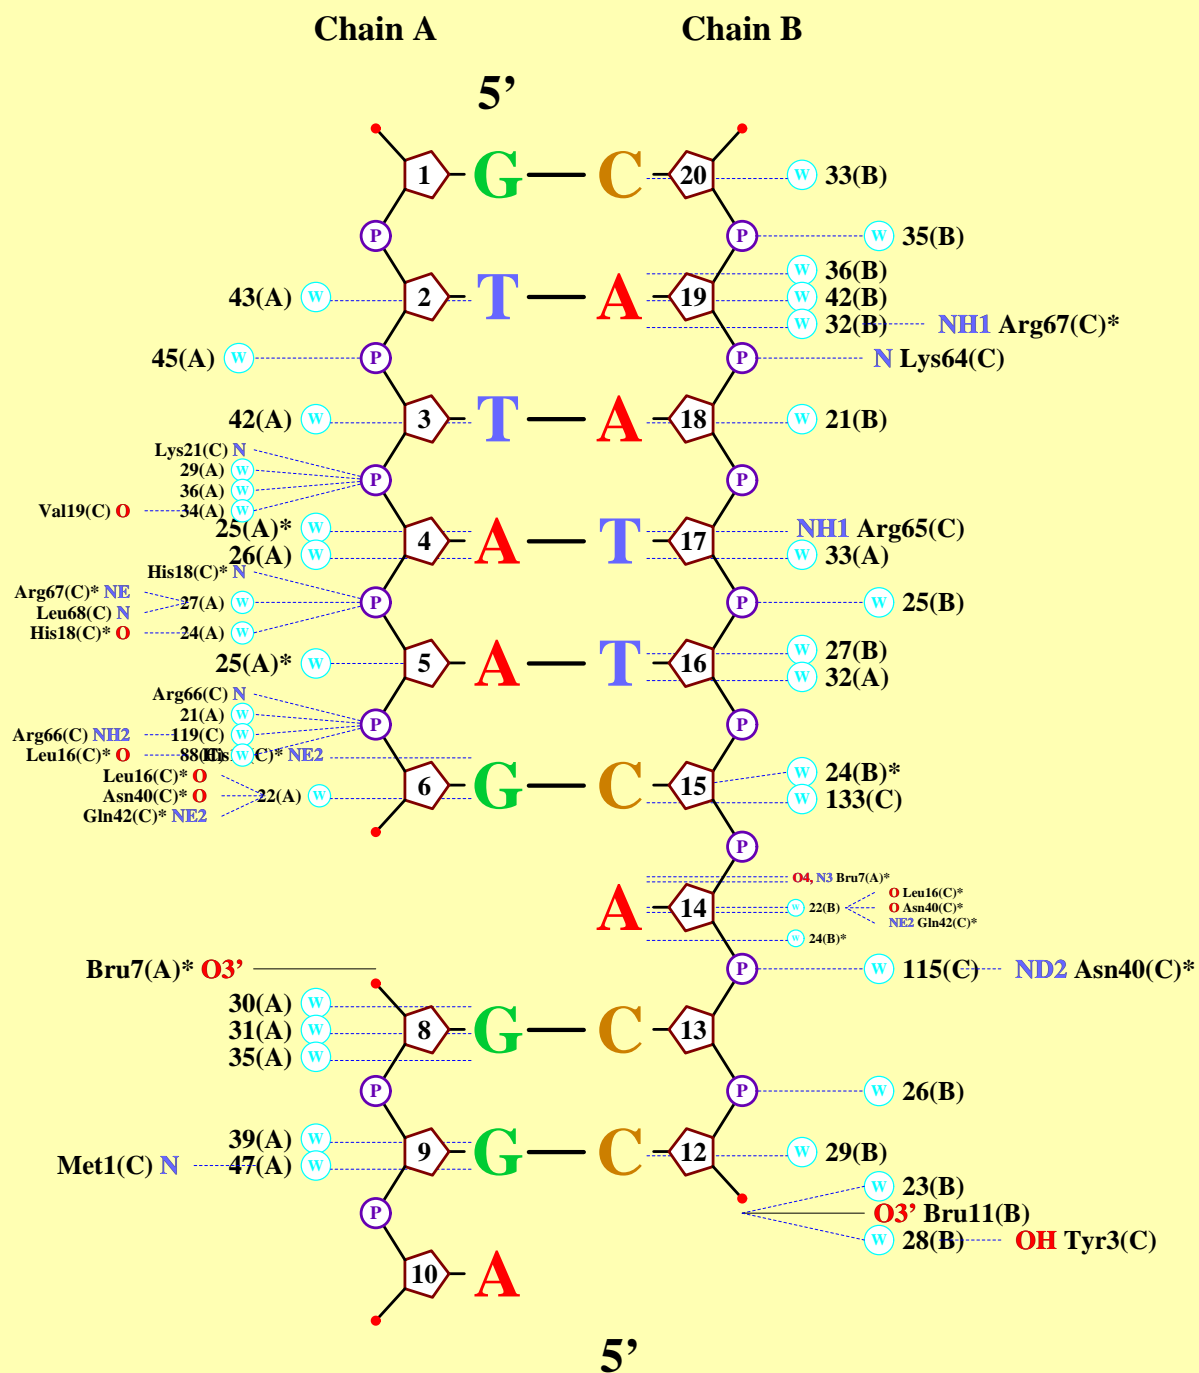 Chain A Chain B
5’
1 G C 20 W 33(B)
P P W 35(B)
W 36(B)
43(A) W 2 T A 19 W 42(B)
W 32(B) NH1 Arg67(C)*
45(A) W P P N Lys64(C)
42(A) W 3 T A 18 W 21(B)
Lys21(C) N
29(A) W P P
36(A) W
Val19(C) O 34(A) W
25(A)* W 4 A T 17 NH1 Arg65(C)
26(A) W W 33(A)
His18(C)* N
Arg67(C)* NE
27(A) W P P W 25(B)
Leu68(C) N
His18(C)* O 24(A) W
25(A)* W 5 A T 16 W 27(B)
W 32(A)
Arg66(C) N
21(A) W P P
Arg66(C) NH2 119(C) W
Leu16(C)* O 88(C) W NE2
Leu16(C)* O
Asn40(C)* O 22(A) W 6 G C 15 W 24(B)*
Gln42(C)* NE2 W 133(C)
P
O4, N3 Bru7(A)*
A 14 W 22(B) O Leu16(C)*
O Asn40(C)*
NE2 Gln42(C)*
W 24(B)*
Bru7(A)* O3’ P W 115(C) ND2 Asn40(C)*
30(A) W
31(A) W 8 G C 13
35(A) W
P P W 26(B)
39(A) W 9 G C 12 W 29(B)
Met1(C) N 47(A) W
W 23(B)
P O3’ Bru11(B)
W 28(B) OH Tyr3(C)
10 A
5’